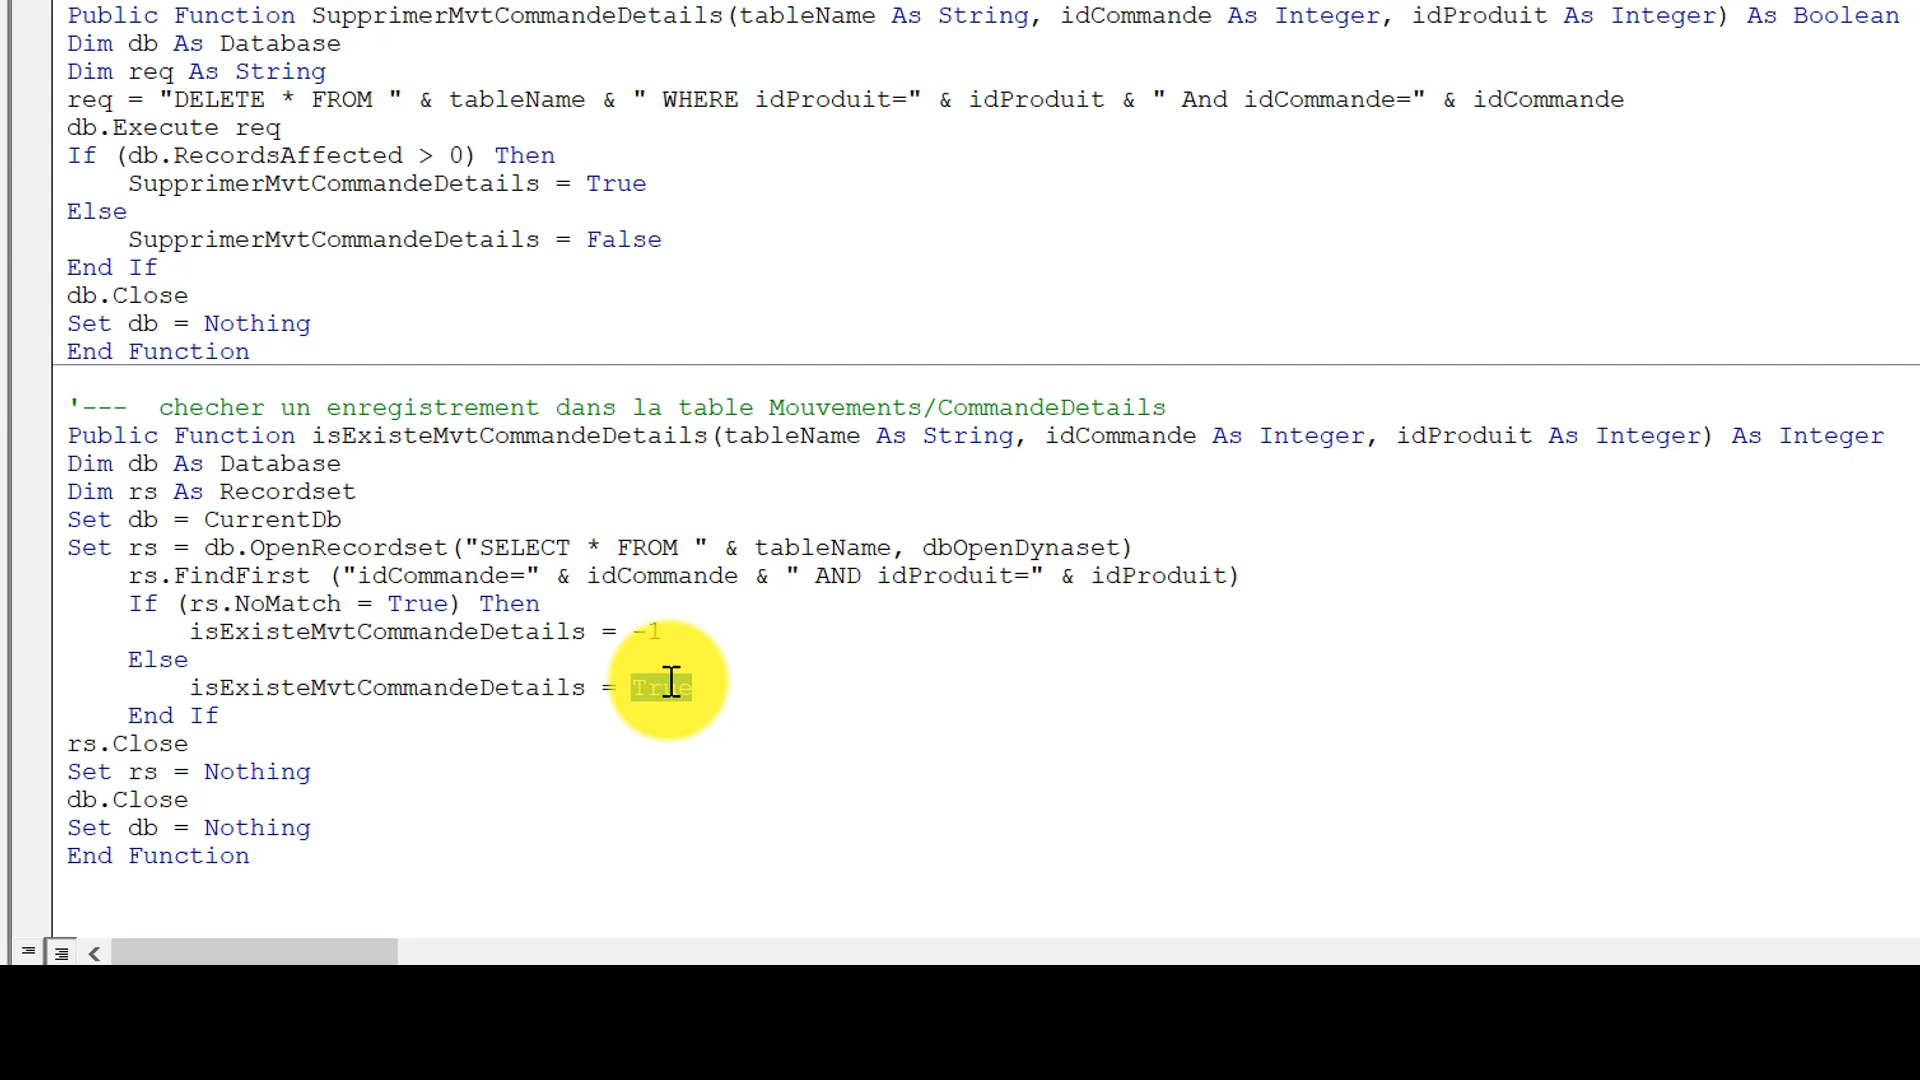 Public Function SupprimerMvtCommandeDetails(tableName As String, idCommande As Integer, idProduit As Integer) As Boolean
Dim db As Database
Dim req As String
req = "DELETE * FROM " & tableName & " WHERE idProduit=" & idProduit & " And idCommande=" & idCommande
db.Execute req
If (db.RecordsAffected > 0) Then
    SupprimerMvtCommandeDetails = True
Else
    SupprimerMvtCommandeDetails = False
End If
db.Close
Set db = Nothing
End Function
'---  checher un enregistrement dans la table Mouvements/CommandeDetails
Public Function isExisteMvtCommandeDetails(tableName As String, idCommande As Integer, idProduit As Integer) As Integer
Dim db As Database
Dim rs As Recordset
Set db = CurrentDb
Set rs = db.OpenRecordset("SELECT * FROM " & tableName, dbOpenDynaset)
    rs.FindFirst ("idCommande=" & idCommande & " AND idProduit=" & idProduit)
    If (rs.NoMatch = True) Then
        isExisteMvtCommandeDetails = -1
    Else
        isExisteMvtCommandeDetails = True
    End If
rs.Close
Set rs = Nothing
db.Close
Set db = Nothing
End Function